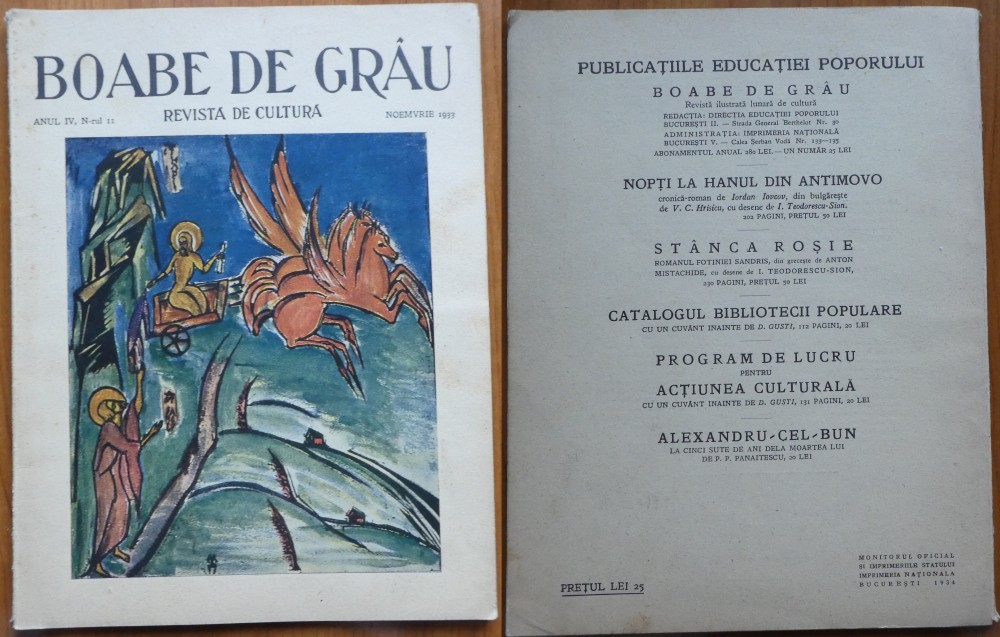 BOABE DE GRÂU
REVISTĂ DE CULTURĂ
ANUL IV, N-rul 11
NOEMVRIE 1933
PUBLICAȚIILE EDUCAȚIEI POPORULUI
BOABE DE GRÂU
Revistă ilustrată lunară de cultură
REDACȚIA: DIRECȚIA EDUCAȚIEI POPORULUI
BUCUREȘTI II. — Strada General Berthelot Nr. 30
ADMINISTRAȚIA: IMPRIMERIA NAȚIONALĂ
BUCUREȘTI V. — Calea Șerban Vodă Nr. 133—135
ABONAMENTUL ANUAL 280 LEI. — UN NUMĂR 25 LEI
NOPȚI LA HANUL DIN ANTIMOVO
cronică-roman de Iordan Iovcov, din bulgărește
de V. C. Hrisicu, cu desene de I. Teodorescu-Sion.
202 PAGINI, PREȚUL 50 LEI
STÂNCA ROȘIE
ROMANUL FOTINIEI SANDRIS, din grecește de ANTON
MISTACHIDE, cu desene de I. TEODORESCU-SION,
230 PAGINI, PREȚUL 50 LEI
CATALOGUL BIBLIOTECII POPULARE
CU UN CUVÂNT INAINTE DE D. GUSTI, 112 PAGINI, 20 LEI
PROGRAM DE LUCRU
PENTRU
ACȚIUNEA CULTURALĂ
CU UN CUVÂNT INAINTE DE D. GUSTI, 131 PAGINI, 20 LEI
ALEXANDRU-CEL-BUN
LA CINCI SUTE DE ANI DELA MOARTEA LUI
DE P. P. PANAITESCU, 20 LEI
PREȚUL LEI 25
MONITORUL OFICIAL
ȘI IMPRIMERIILE STATULUI
IMPRIMERIA NAȚIONALA
BUCUREȘTI 1934